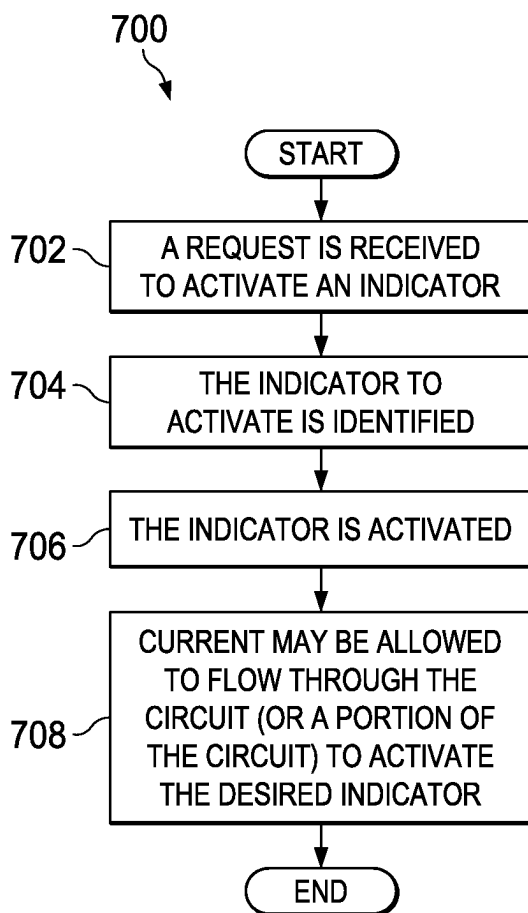 700
START
702
A REQUEST IS RECEIVED
TO ACTIVATE AN INDICATOR
704
THE INDICATOR TO
ACTIVATE IS IDENTIFIED
706
THE INDICATOR IS ACTIVATED
708
CURRENT MAY BE ALLOWED
TO FLOW THROUGH THE
CIRCUIT (OR A PORTION OF
THE CIRCUIT) TO ACTIVATE
THE DESIRED INDICATOR
END